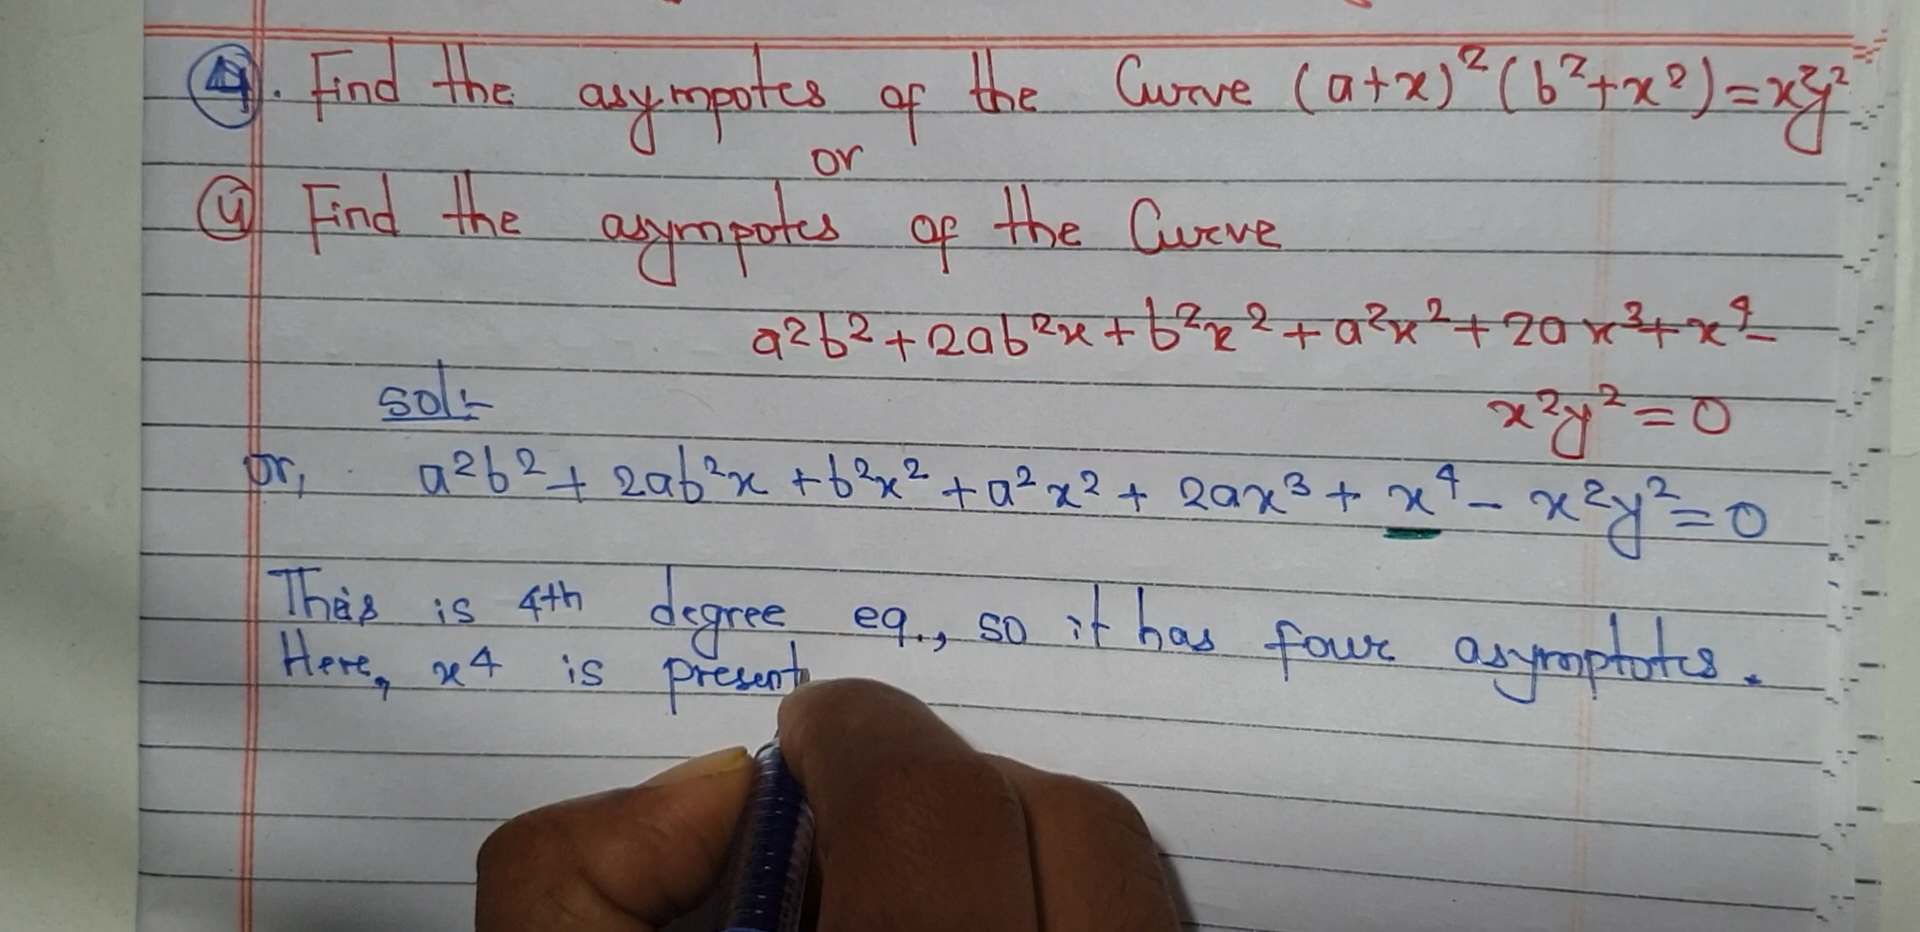 4. Find the asympotes of the Curve (a+x)²(b²+x²)=x²y²
or
4 Find the asympotes of the Curve
a²b²+2ab²x+b²x²+a²x²+2ax³+x⁴-
x²y²=0
sol:-
or, a²b²+2ab²x+b²x²+a²x²+2ax³+x⁴-x²y²=0
This is 4th degree eq., so it has four asymptotes.
Here, x4 is present